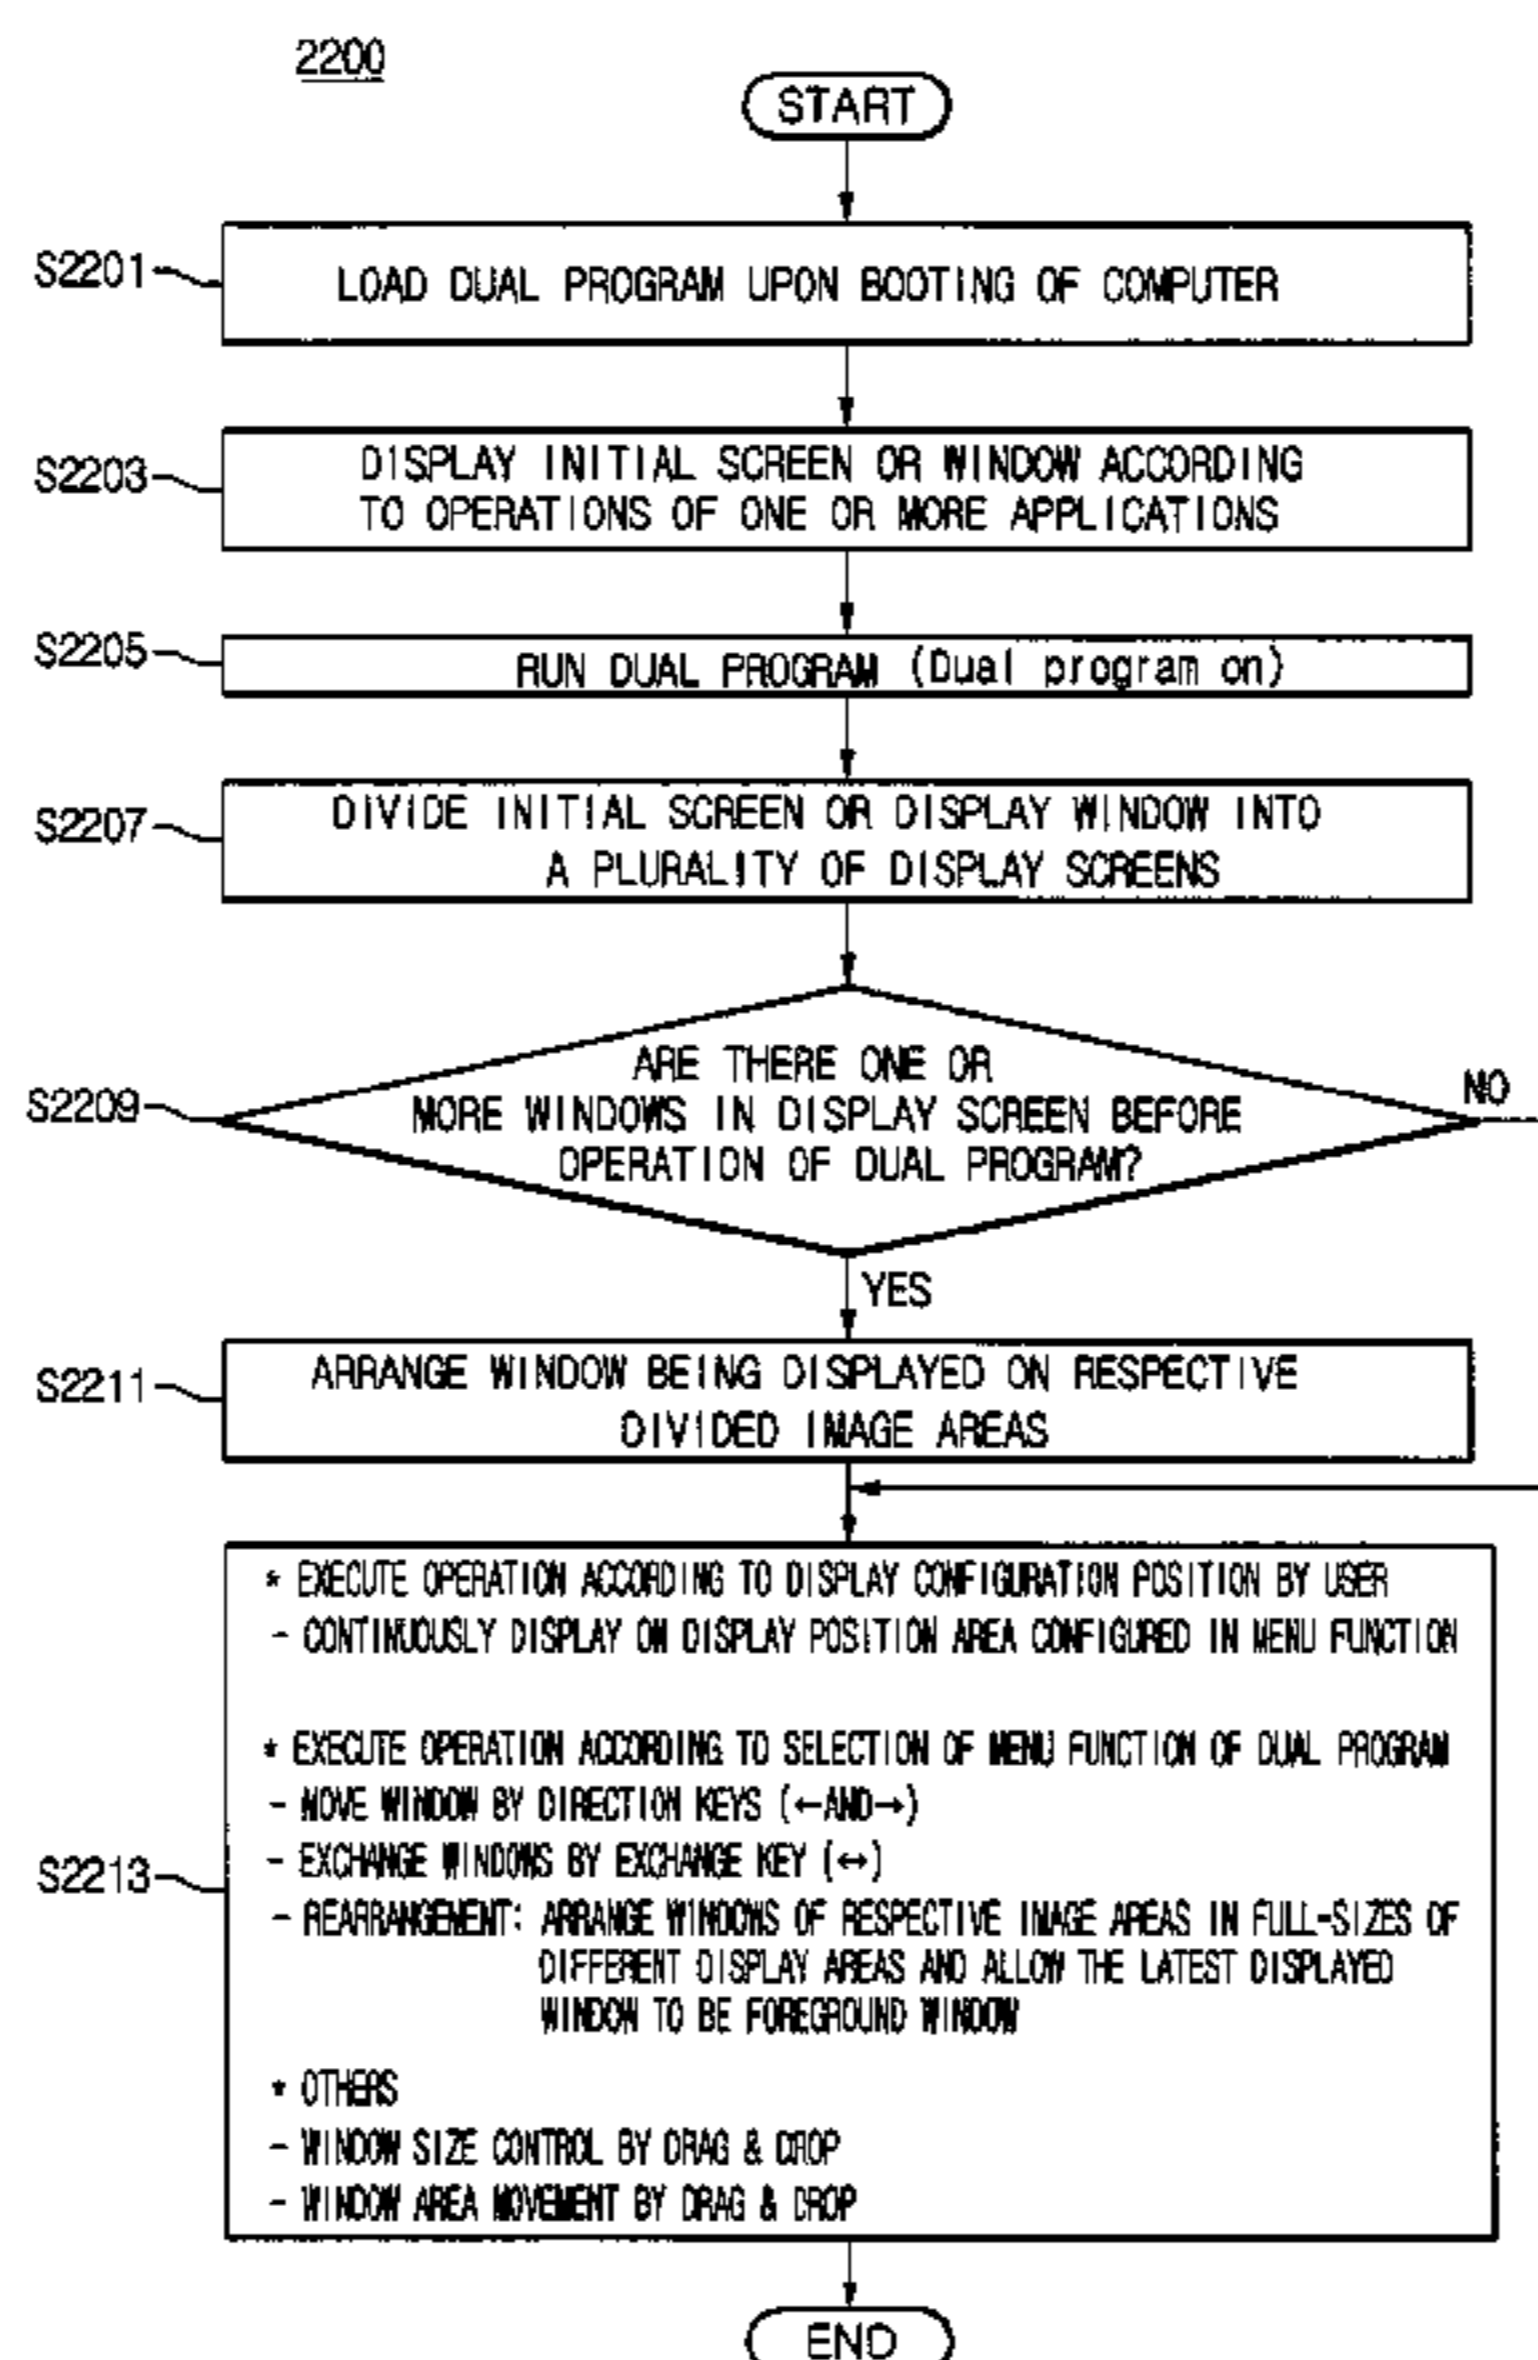 2200
START
S2201
LOAD DUAL PROGRAM UPON BOOTING OF COMPUTER
S2203
DISPLAY INITIAL SCREEN OR WINDOW ACCORDING
TO OPERATIONS OF ONE OR MORE APPLICATIONS
S2205
RUN DUAL PROGRAM (Dual program on)
S2207
DIVIDE INITIAL SCREEN OR DISPLAY WINDOW INTO
A PLURALITY OF DISPLAY SCREENS
S2209
ARE THERE ONE OR
MORE WINDOWS IN DISPLAY SCREEN BEFORE
OPERATION OF DUAL PROGRAM?
NO
YES
S2211
ARRANGE WINDOW BEING DISPLAYED ON RESPECTIVE
DIVIDED IMAGE AREAS
S2213
* EXECUTE OPERATION ACCORDING TO DISPLAY CONFIGURATION POSITION BY USER
- CONTINUOUSLY DISPLAY ON DISPLAY POSITION AREA CONFIGURED IN MENU FUNCTION
* EXECUTE OPERATION ACCORDING TO SELECTION OF MENU FUNCTION OF DUAL PROGRAM
- MOVE WINDOW BY DIRECTION KEYS (←AND→)
- EXCHANGE WINDOWS BY EXCHANGE KEY (↔)
- REARRANGEMENT: ARRANGE WINDOWS OF RESPECTIVE IMAGE AREAS IN FULL-SIZES OF
DIFFERENT DISPLAY AREAS AND ALLOW THE LATEST DISPLAYED
WINDOW TO BE FOREGROUND WINDOW
* OTHERS
- WINDOW SIZE CONTROL BY DRAG & DROP
- WINDOW AREA MOVEMENT BY DRAG & DROP
END